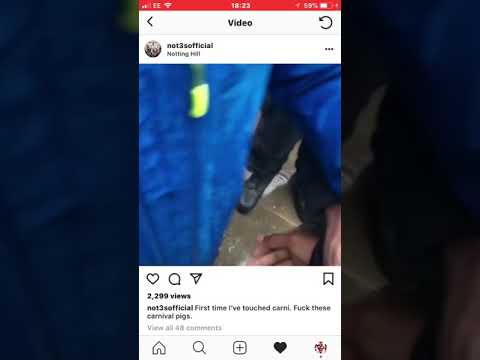 EE 18:23 59%
Video
not3sofficial
Notting Hill
2,299 views
not3sofficial First time I've touched carni. Fuck these
carnival pigs.
View all 48 comments